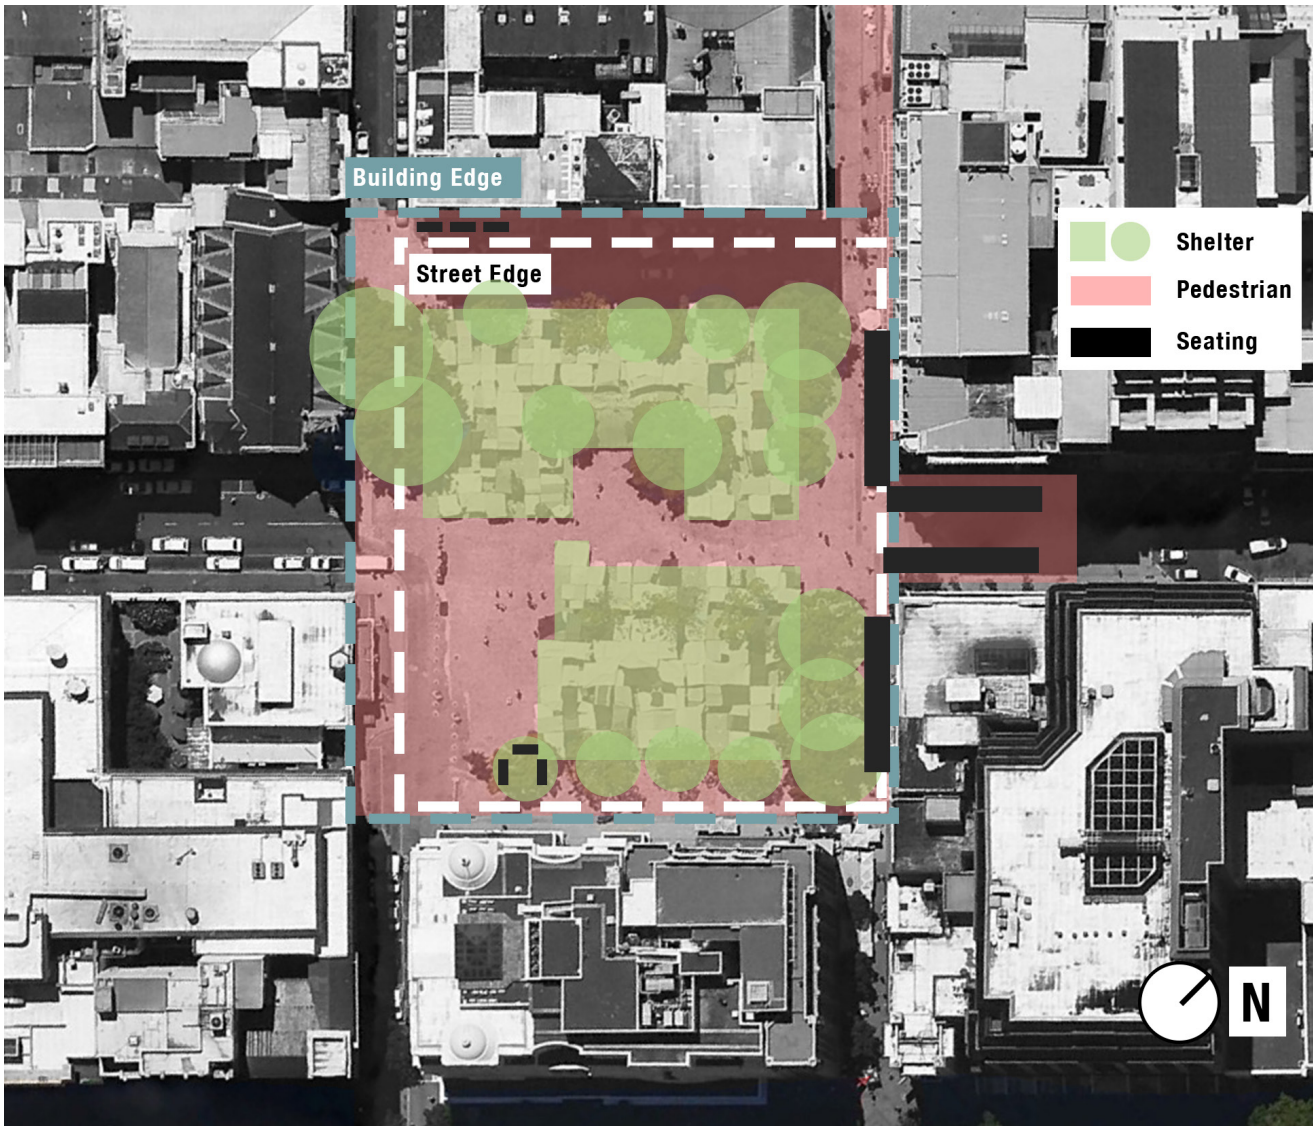 Building Edge
Street Edge
Shelter
Pedestrian
Seating
N